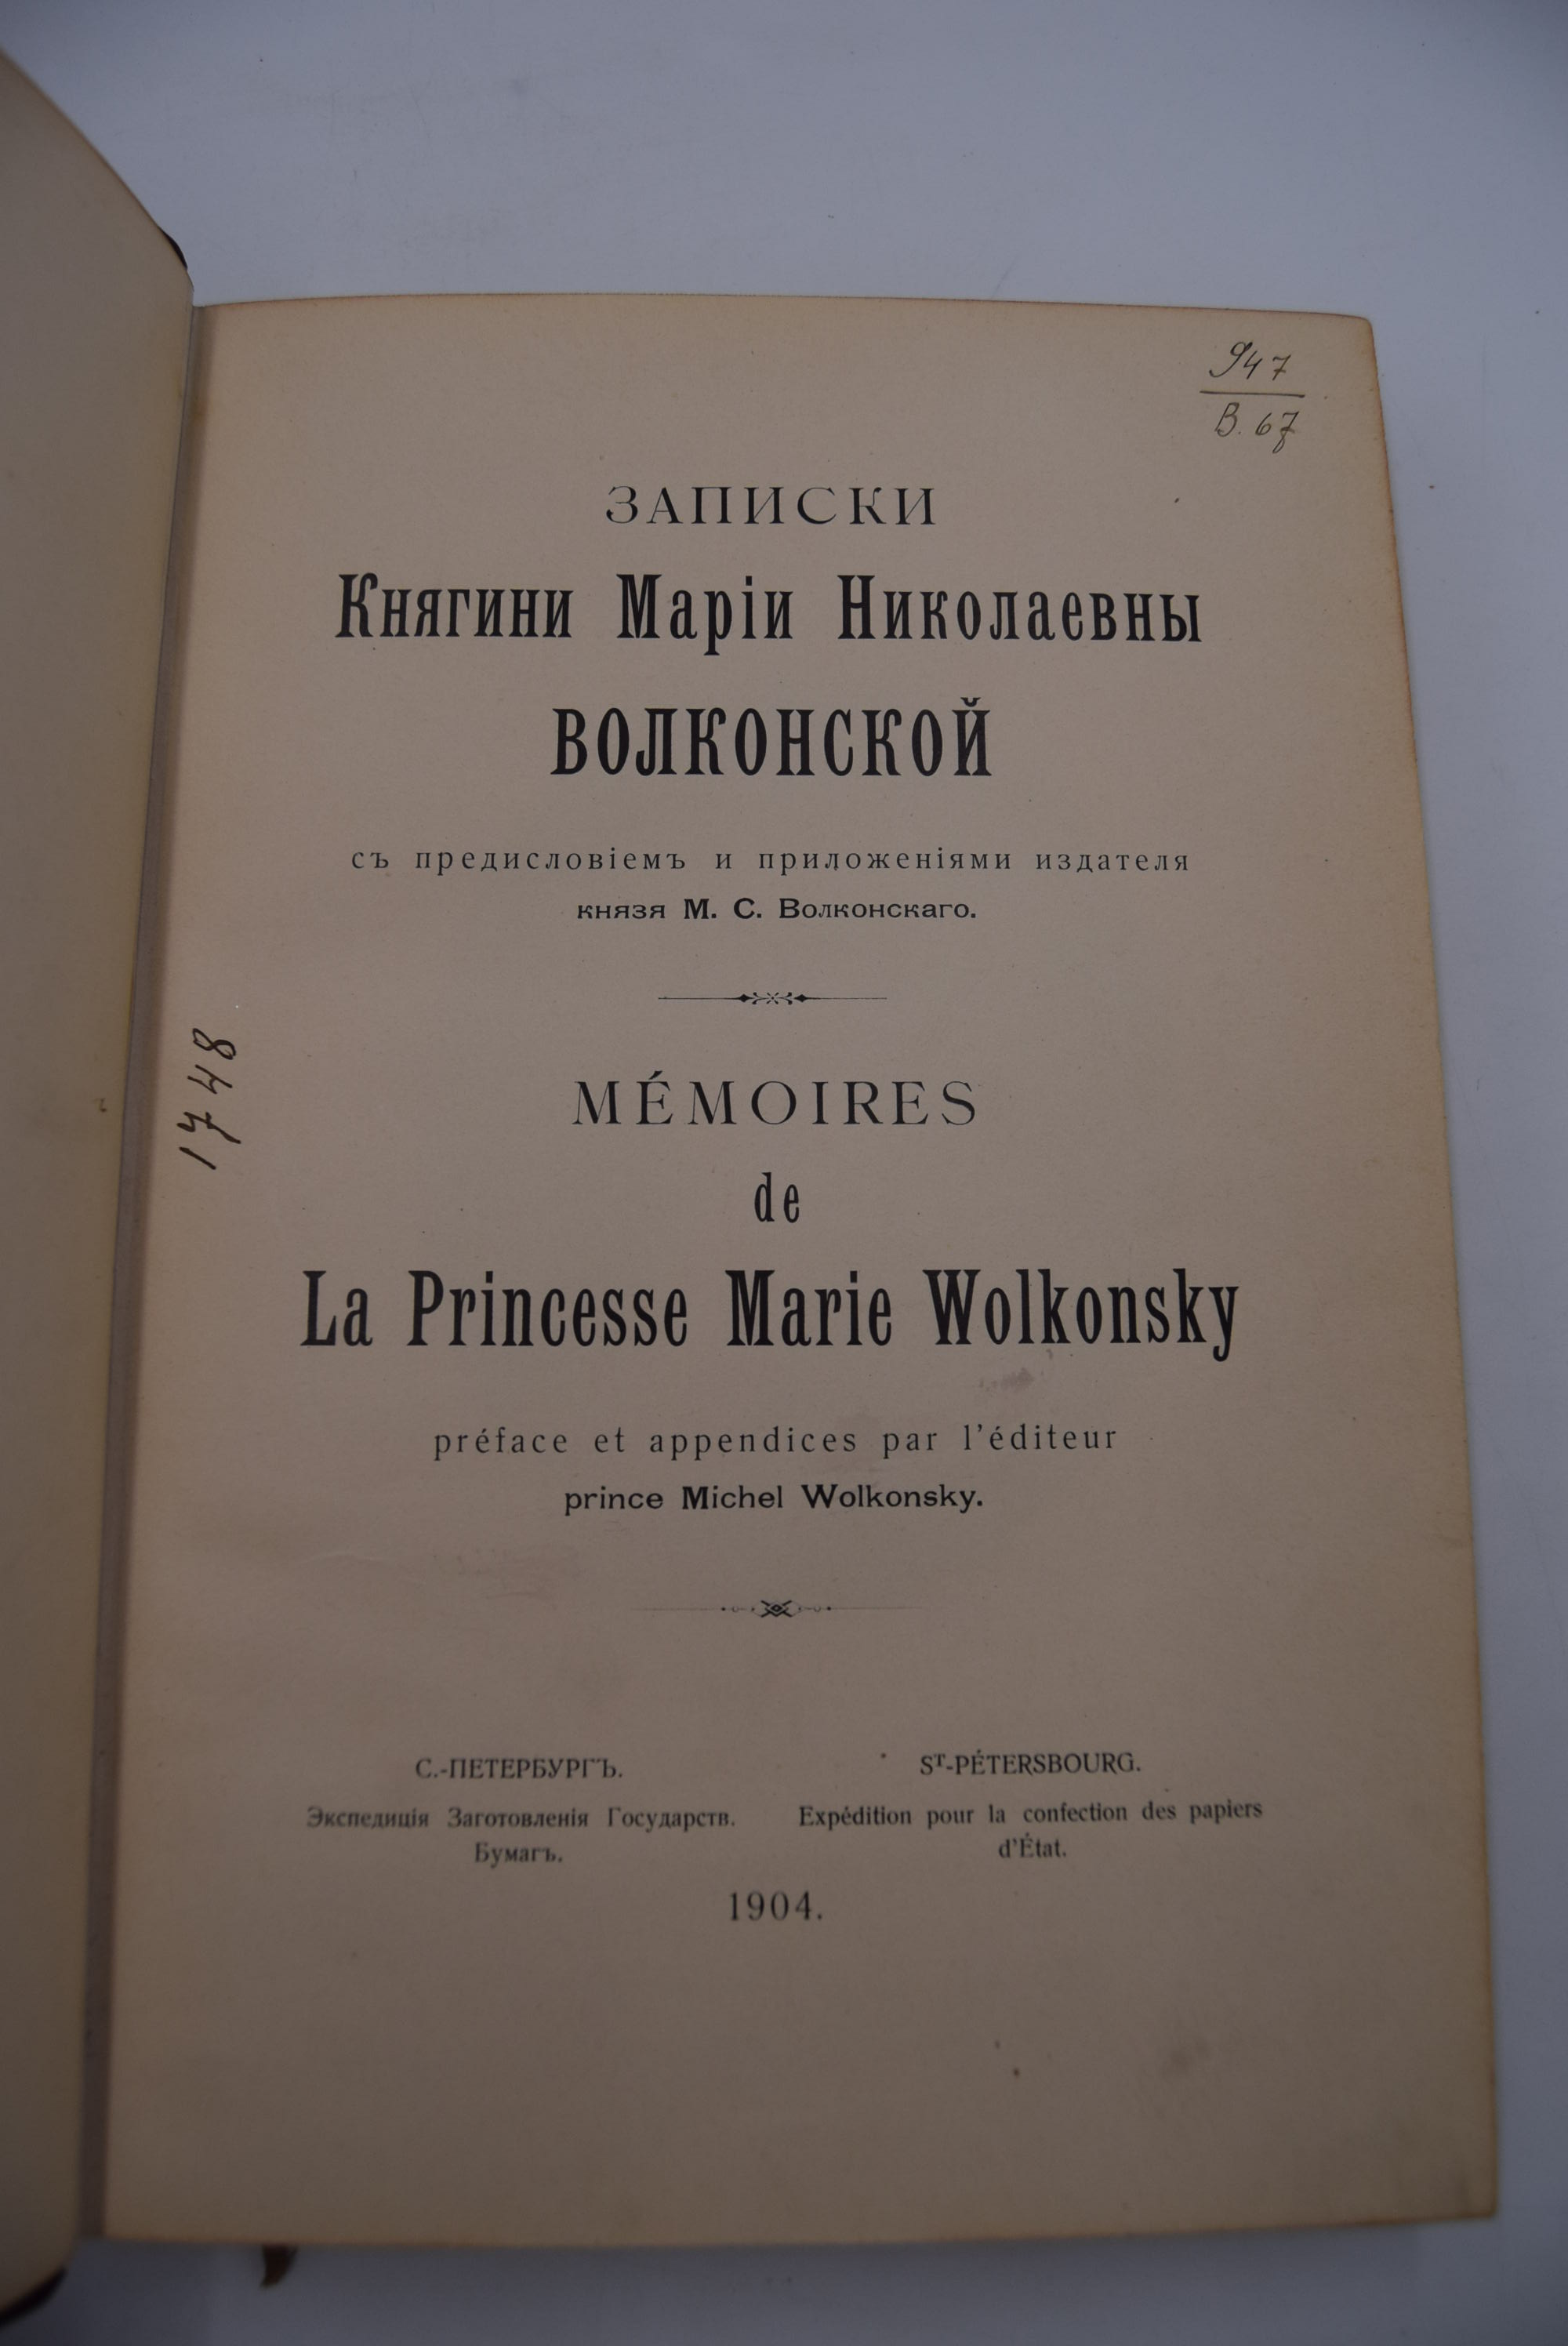 947
В. 67
ЗАПИСКИ
Княгини Маріи Николаевны
ВОЛКОНСКОЙ
съ предисловіемъ и приложеніями издателя
князя М. С. Волконскаго.
1748
MÉMOIRES
de
La Princesse Marie Wolkonsky
préface et appendices par l'éditeur
prince Michel Wolkonsky.
С.-ПЕТЕРБУРГЪ.
Экспедиція Заготовленія Государств.
Бумагъ.
Sᵀ-PÉTERSBOURG.
Expédition pour la confection des papiers
d'État.
1904.